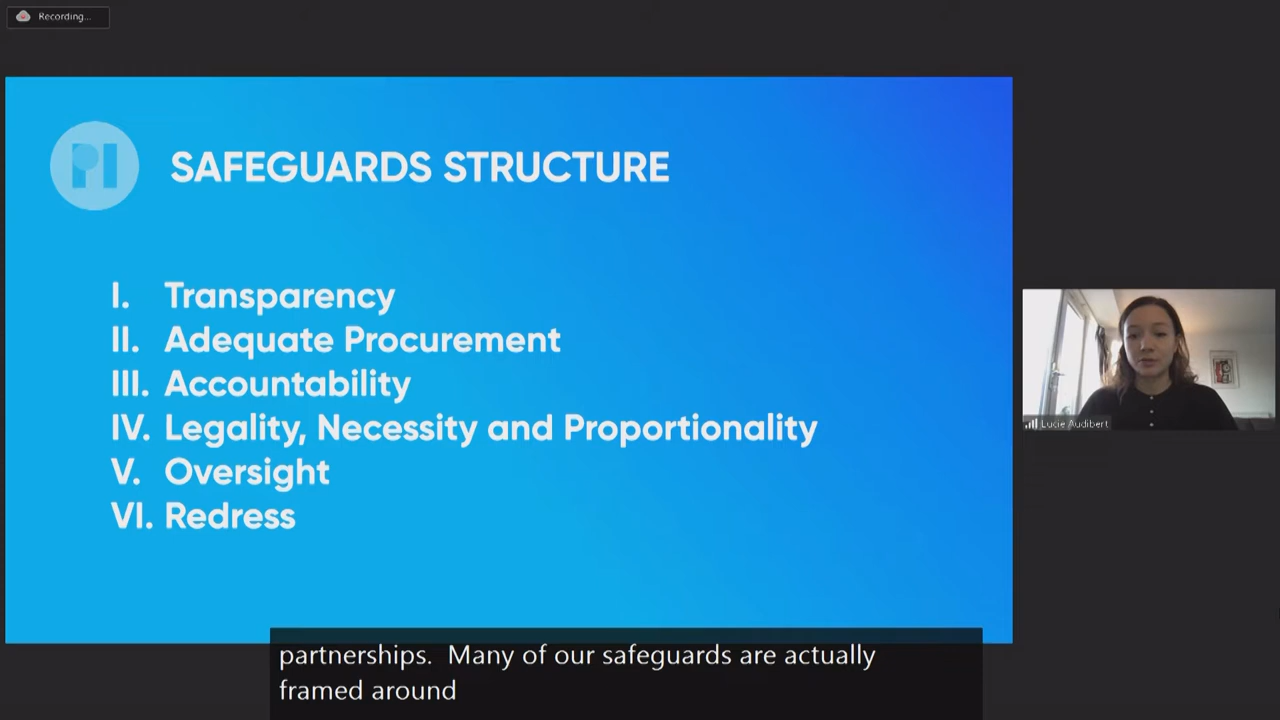 Recording...
PI
SAFEGUARDS STRUCTURE
I. Transparency
II. Adequate Procurement
III. Accountability
IV. Legality, Necessity and Proportionality
V. Oversight
VI. Redress
Lucie Audibert
partnerships. Many of our safeguards are actually
framed around